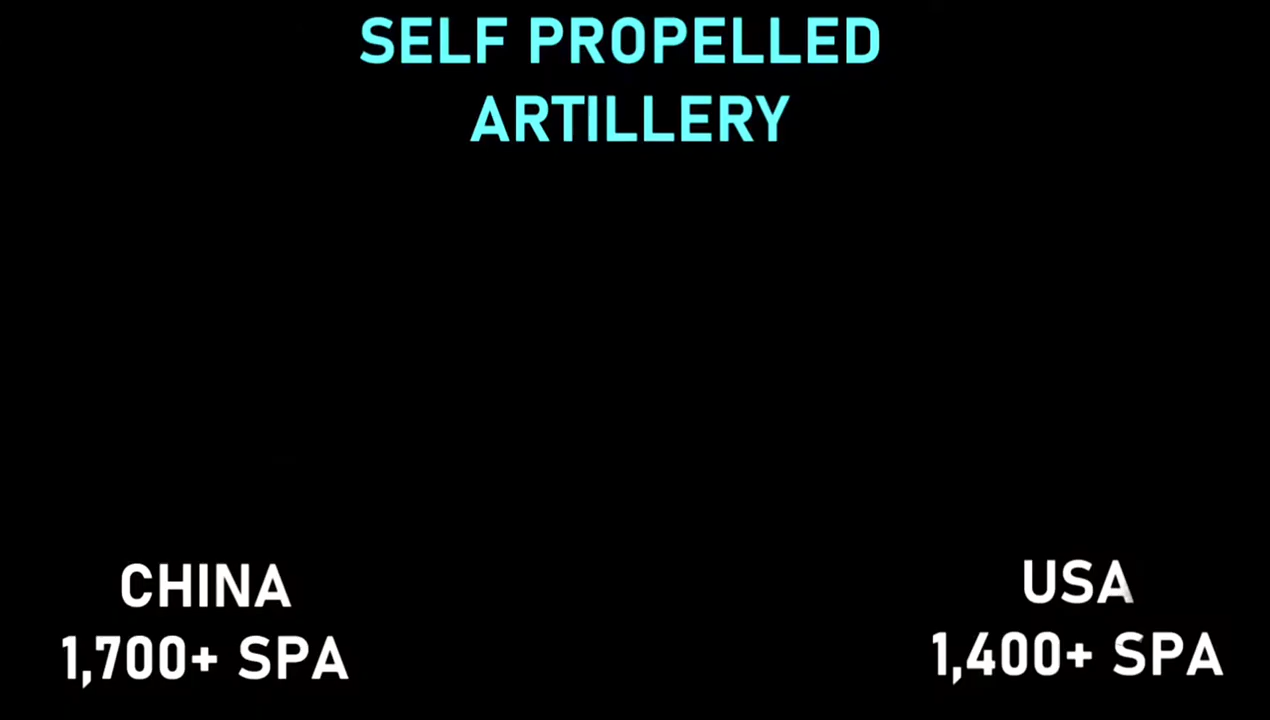 SELF PROPELLED
ARTILLERY
CHINA
1,700+ SPA
USA
1,400+ SPA